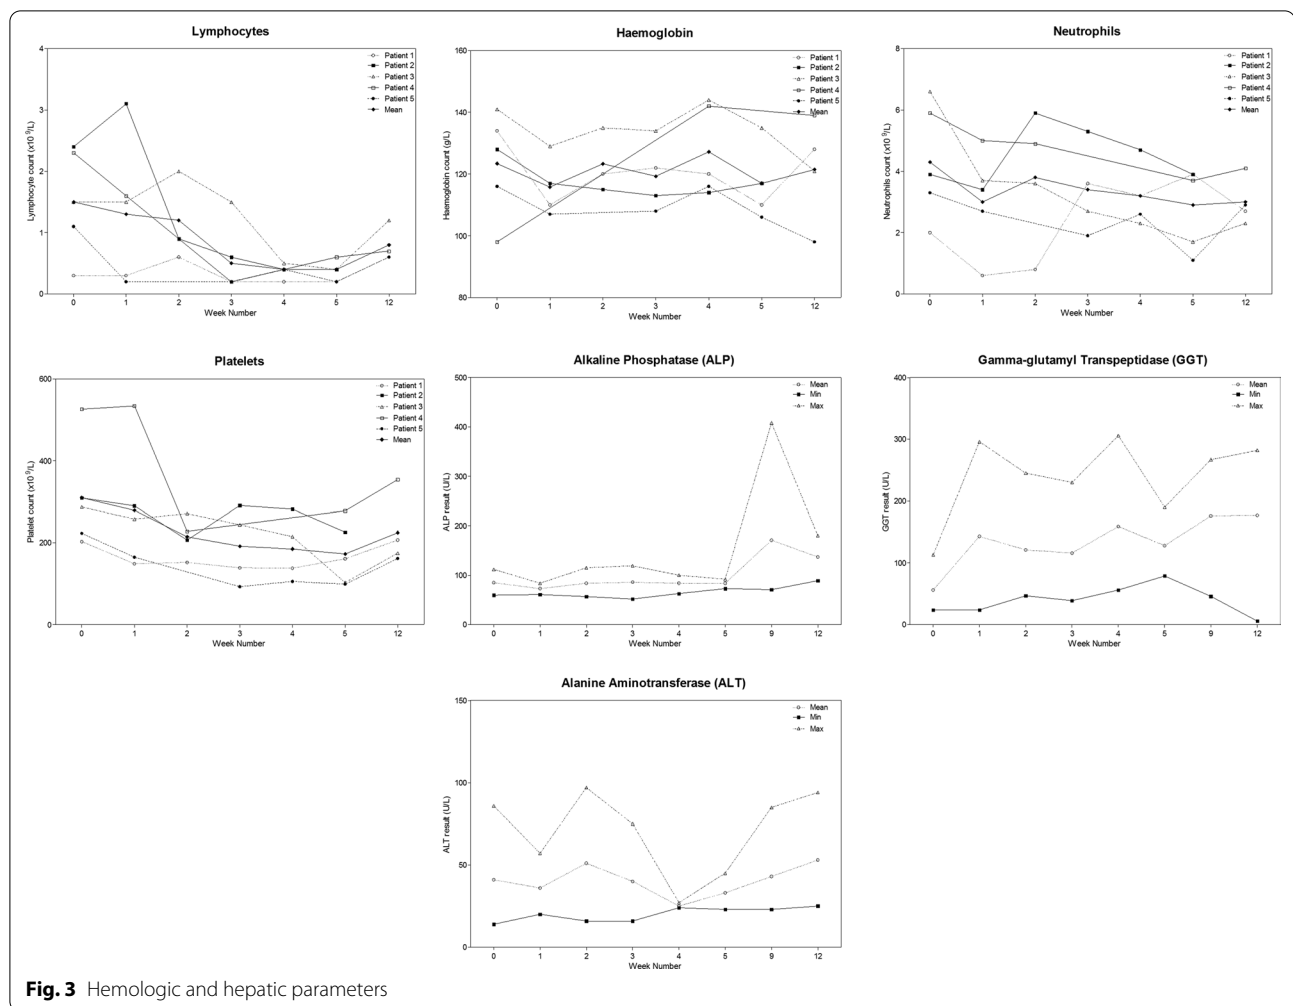 Lymphocytes
4
3
2
1
0
Lymphocyte count (x10 9/L)
0 1 2 3 4 5 12
Week Number
Patient 1
Patient 2
Patient 3
Patient 4
Patient 5
Mean
Haemoglobin
160
140
120
100
80
Haemoglobin count (g/L)
0 1 2 3 4 5 12
Week Number
Patient 1
Patient 2
Patient 3
Patient 4
Patient 5
Mean
Neutrophils
8
6
4
2
0
Neutrophils count (x10 9/L)
0 1 2 3 4 5 12
Week Number
Patient 1
Patient 2
Patient 3
Patient 4
Patient 5
Mean
Platelets
600
400
200
0
Platelet count (x10 9/L)
0 1 2 3 4 5 12
Week Number
Patient 1
Patient 2
Patient 3
Patient 4
Patient 5
Mean
Alkaline Phosphatase (ALP)
500
400
300
200
100
0
ALP result (U/L)
0 1 2 3 4 5 9 12
Week Number
Mean
Min
Max
Gamma-glutamyl Transpeptidase (GGT)
400
300
200
100
0
GGT result (U/L)
0 1 2 3 4 5 9 12
Week Number
Mean
Min
Max
Alanine Aminotransferase (ALT)
150
100
50
0
ALT result (U/L)
0 1 2 3 4 5 9 12
Week Number
Mean
Min
Max
Fig. 3 Hemologic and hepatic parameters